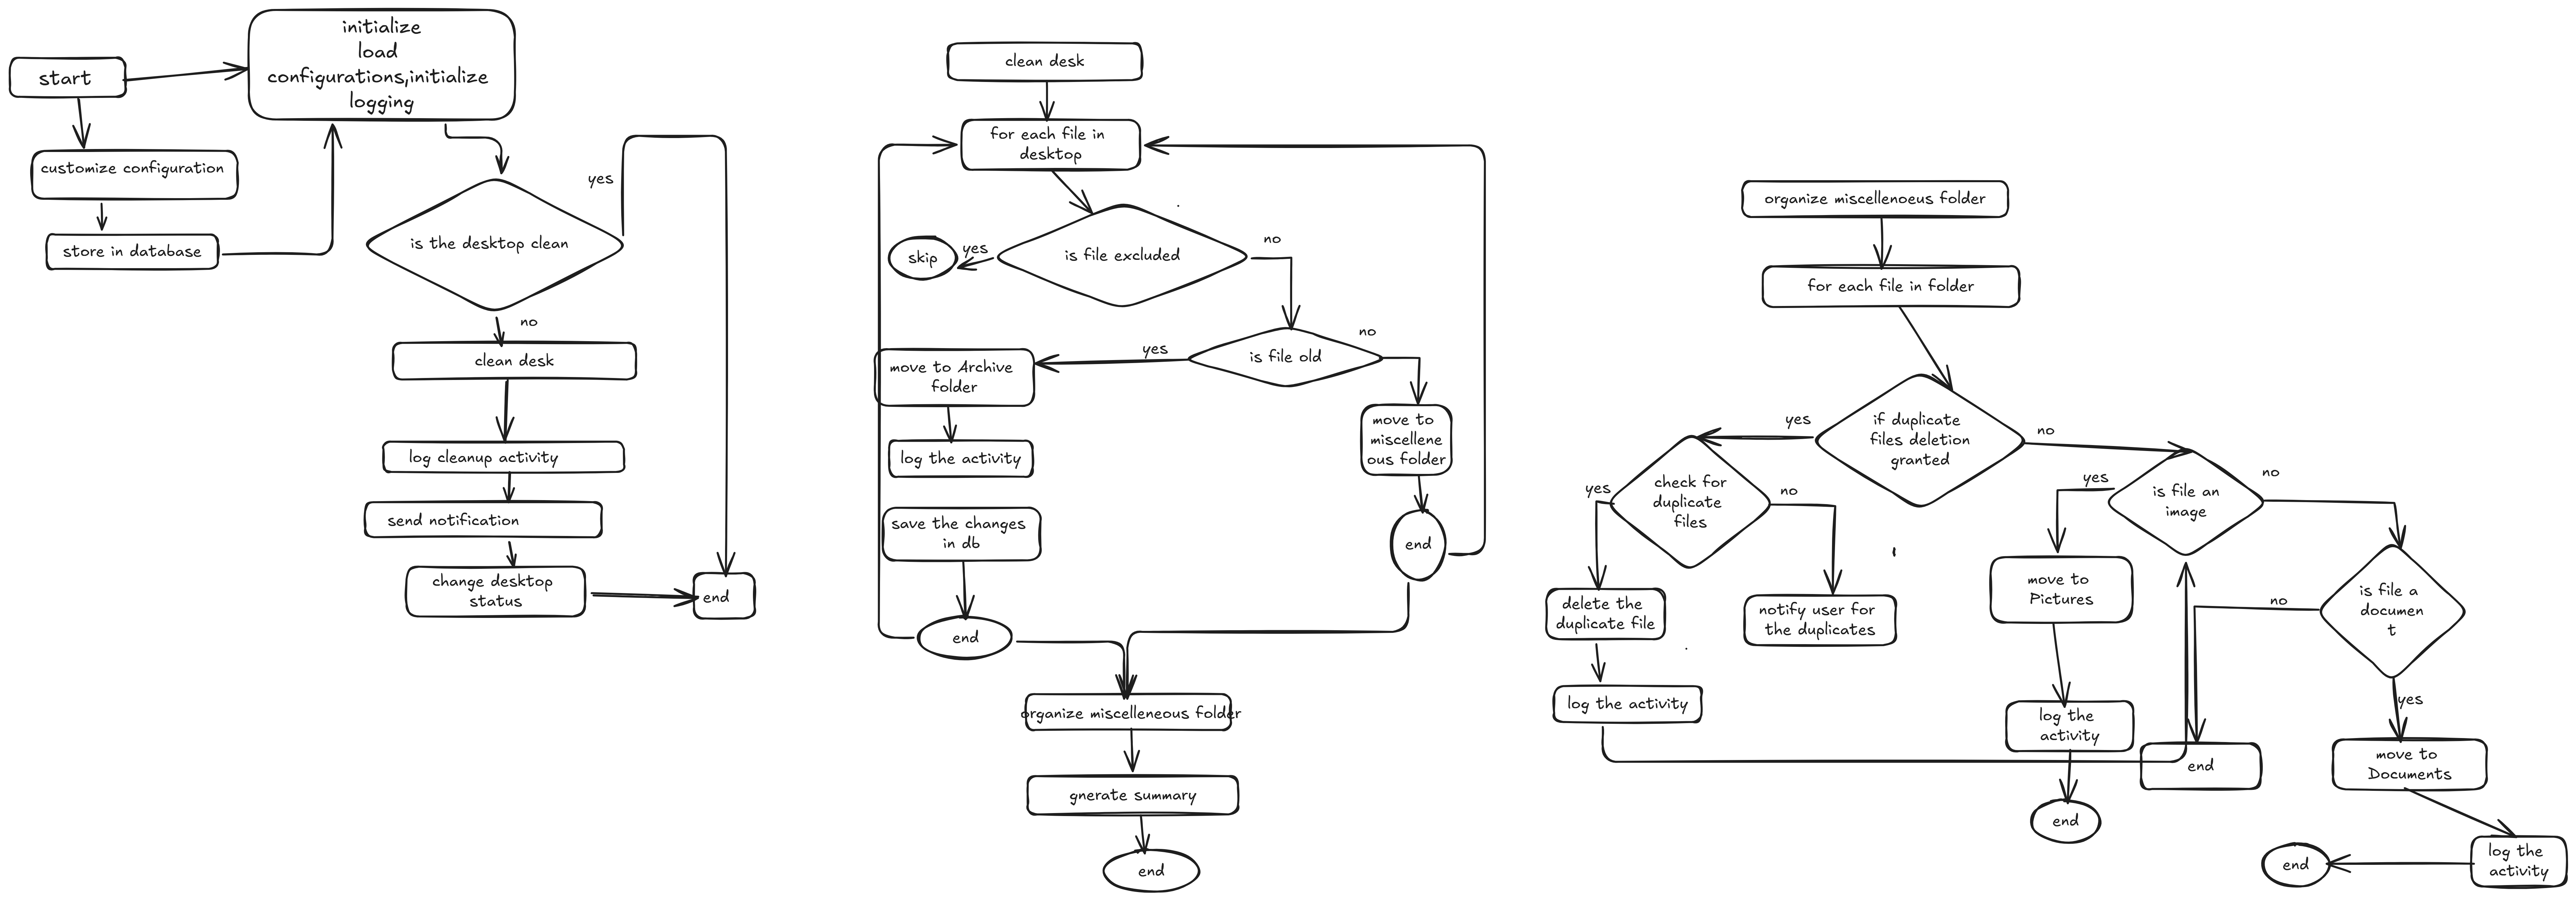 start
initialize
load
configurations,initialize
logging
customize configuration
store in database
is the desktop clean
yes
no
clean desk
log cleanup activity
send notification
change desktop
status
end
clean desk
for each file in
desktop
is file excluded
yes
skip
no
is file old
yes
no
move to Archive
folder
log the activity
save the changes
in db
end
move to
miscellene
ous folder
end
organize miscelleneous folder
gnerate summary
end
organize miscellenoeus folder
for each file in folder
if duplicate
files deletion
granted
yes
no
check for
duplicate
files
yes
no
delete the
duplicate file
log the activity
notify user for
the duplicates
is file an
image
yes
no
move to
Pictures
log the
activity
end
is file a
documen
t
no
end
yes
move to
Documents
log the
activity
end